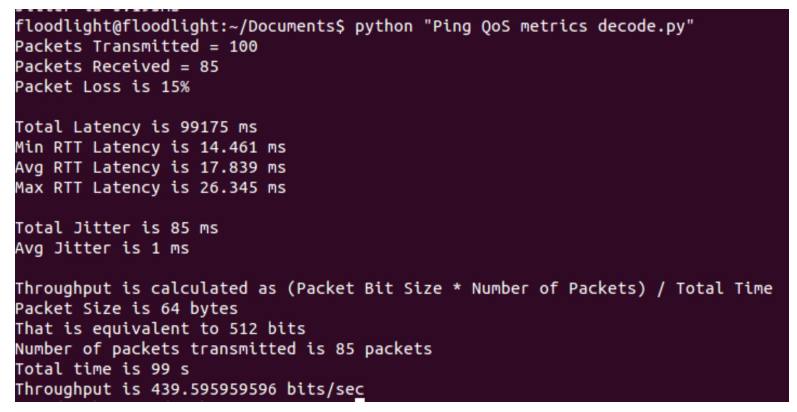 floodlight@floodlight:~/Documents$ python "Ping QoS metrics decode.py"
Packets Transmitted = 100
Packets Received = 85
Packet Loss is 15%
Total Latency is 99175 ms
Min RTT Latency is 14.461 ms
Avg RTT Latency is 17.839 ms
Max RTT Latency is 26.345 ms
Total Jitter is 85 ms
Avg Jitter is 1 ms
Throughput is calculated as (Packet Bit Size * Number of Packets) / Total Time
Packet Size is 64 bytes
That is equivalent to 512 bits
Number of packets transmitted is 85 packets
Total time is 99 s
Throughput is 439.595959596 bits/sec